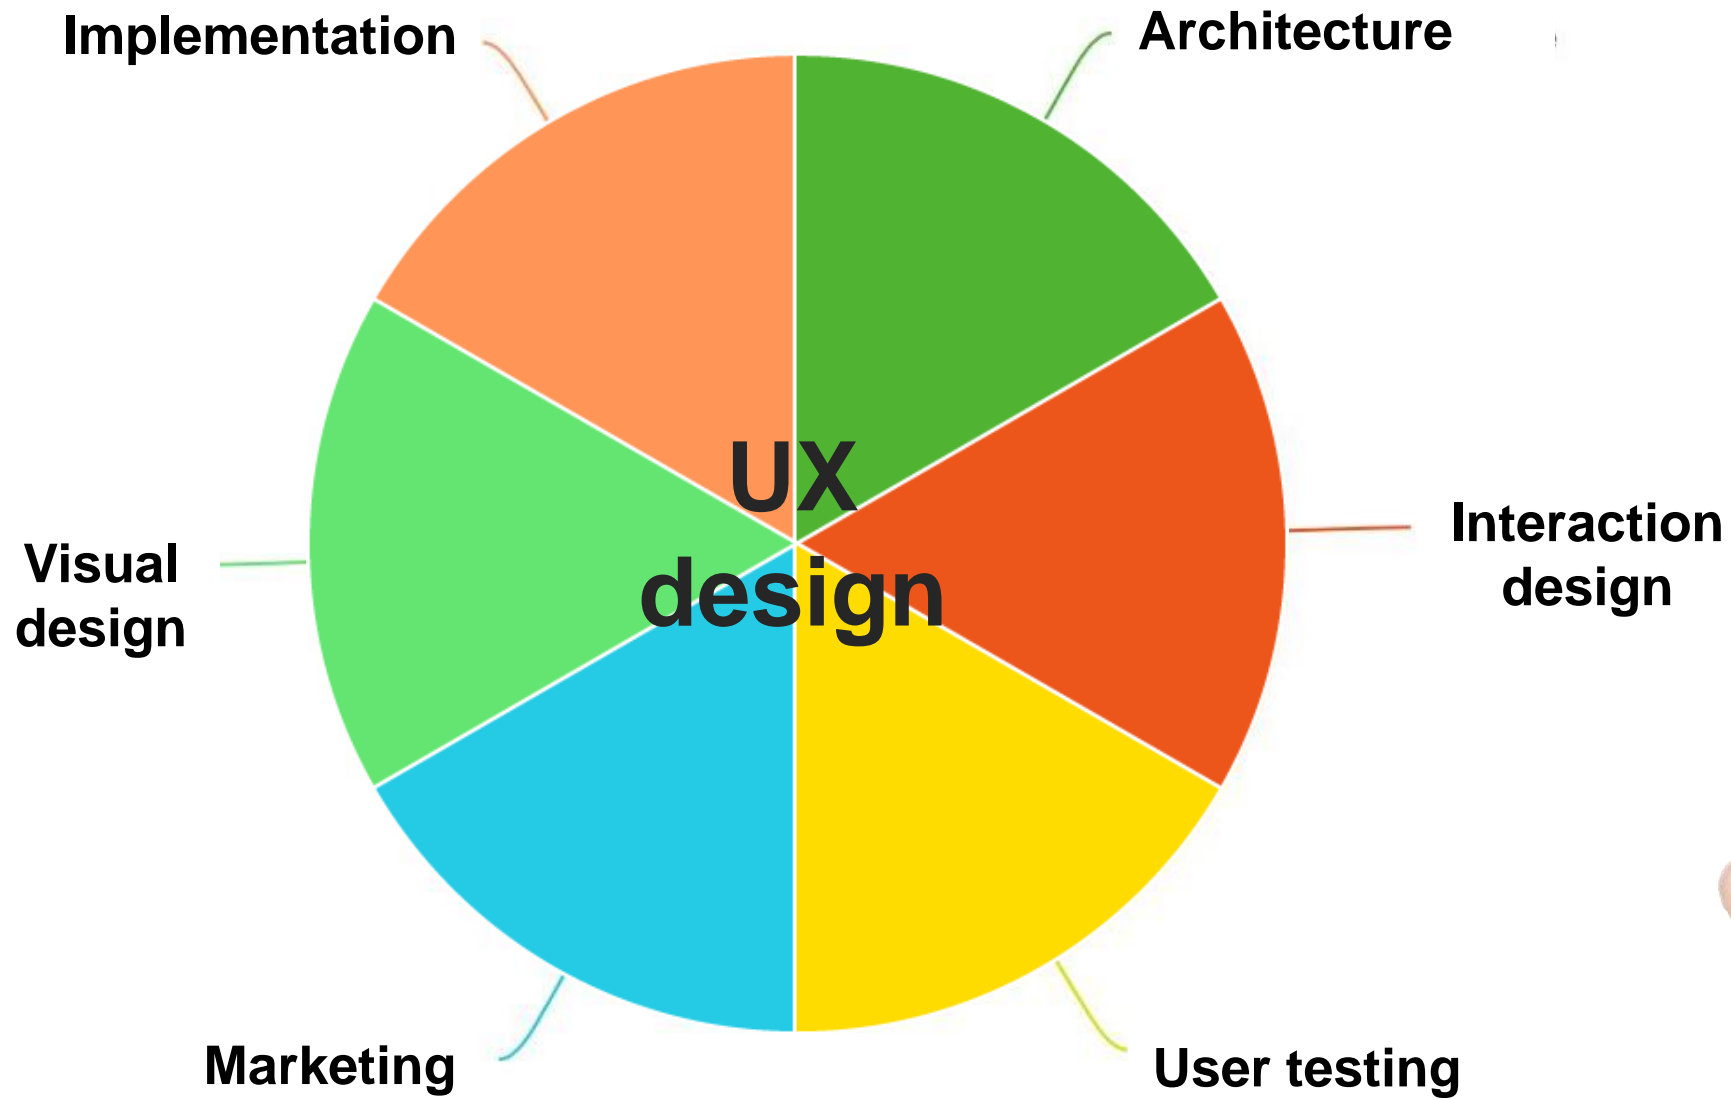 Implementation
Architecture
UX
design
Interaction
design
Visual
design
Marketing
User testing